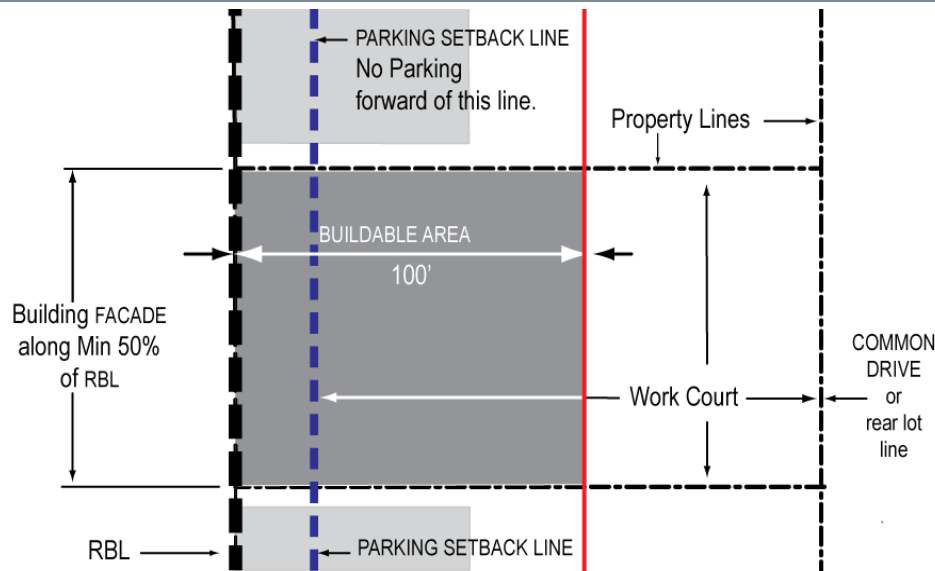 PARKING SETBACK LINE
No Parking
forward of this line.
Property Lines
BUILDABLE AREA
100'
Building FACADE
along Min 50%
of RBL
Work Court
COMMON
DRIVE
or
rear lot
line
RBL
PARKING SETBACK LINE